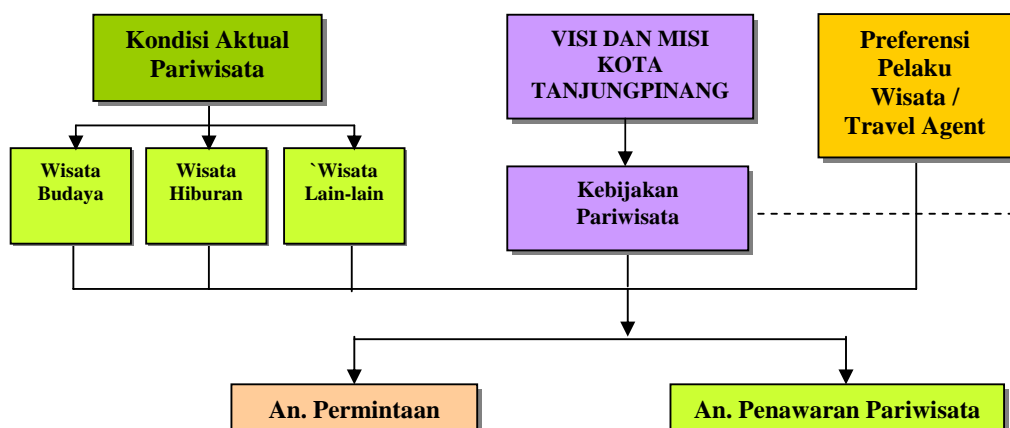 Kondisi Aktual
Pariwisata
VISI DAN MISI
KOTA
TANJUNGPINANG
Preferensi
Pelaku
Wisata /
Travel Agent
Wisata
Budaya
Wisata
Hiburan
`Wisata
Lain-lain
Kebijakan
Pariwisata
An. Permintaan
An. Penawaran Pariwisata